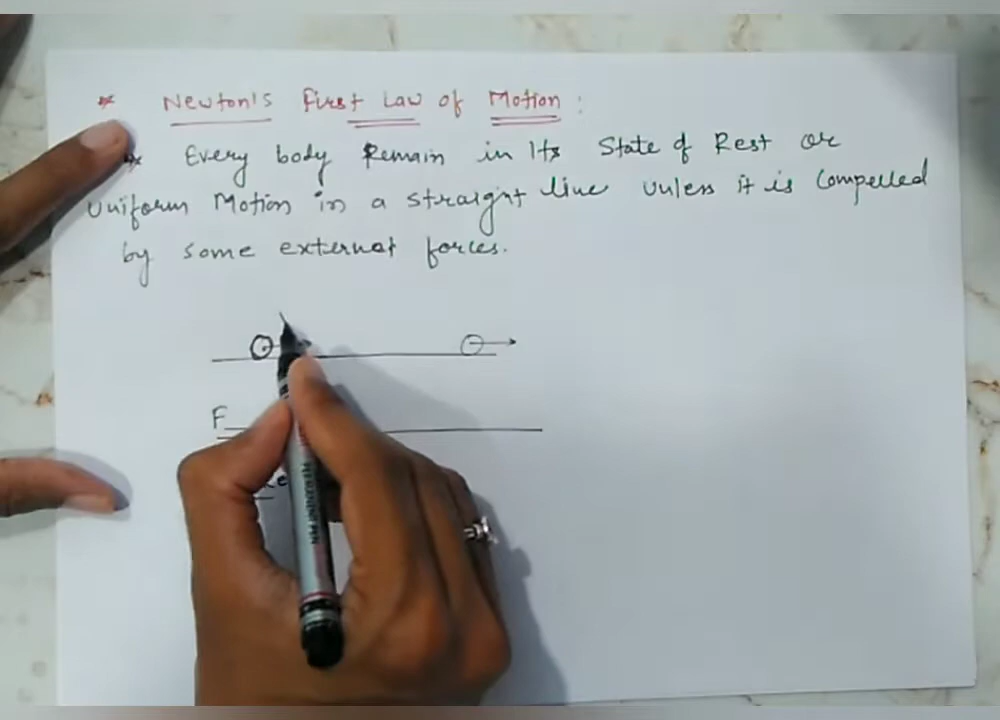 * Newton's First Law of Motion :
* Every body Remain in Its State of Rest or
Uniform Motion in a straight line unless it is Compelled
by some external forces.
F